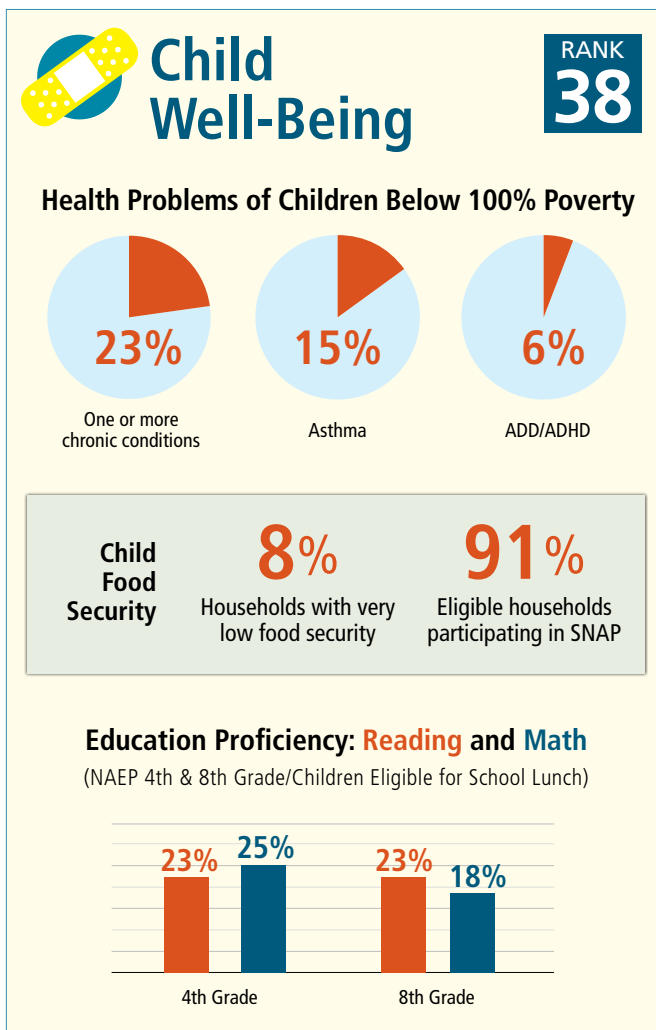 Child
Well-Being
RANK
38
Health Problems of Children Below 100% Poverty
23%
15%
6%
One or more
chronic conditions
Asthma
ADD/ADHD
Child
Food
Security
8%
Households with very
low food security
91%
Eligible households
participating in SNAP
Education Proficiency: Reading and Math
(NAEP 4th & 8th Grade/Children Eligible for School Lunch)
23%
25%
23%
18%
4th Grade
8th Grade